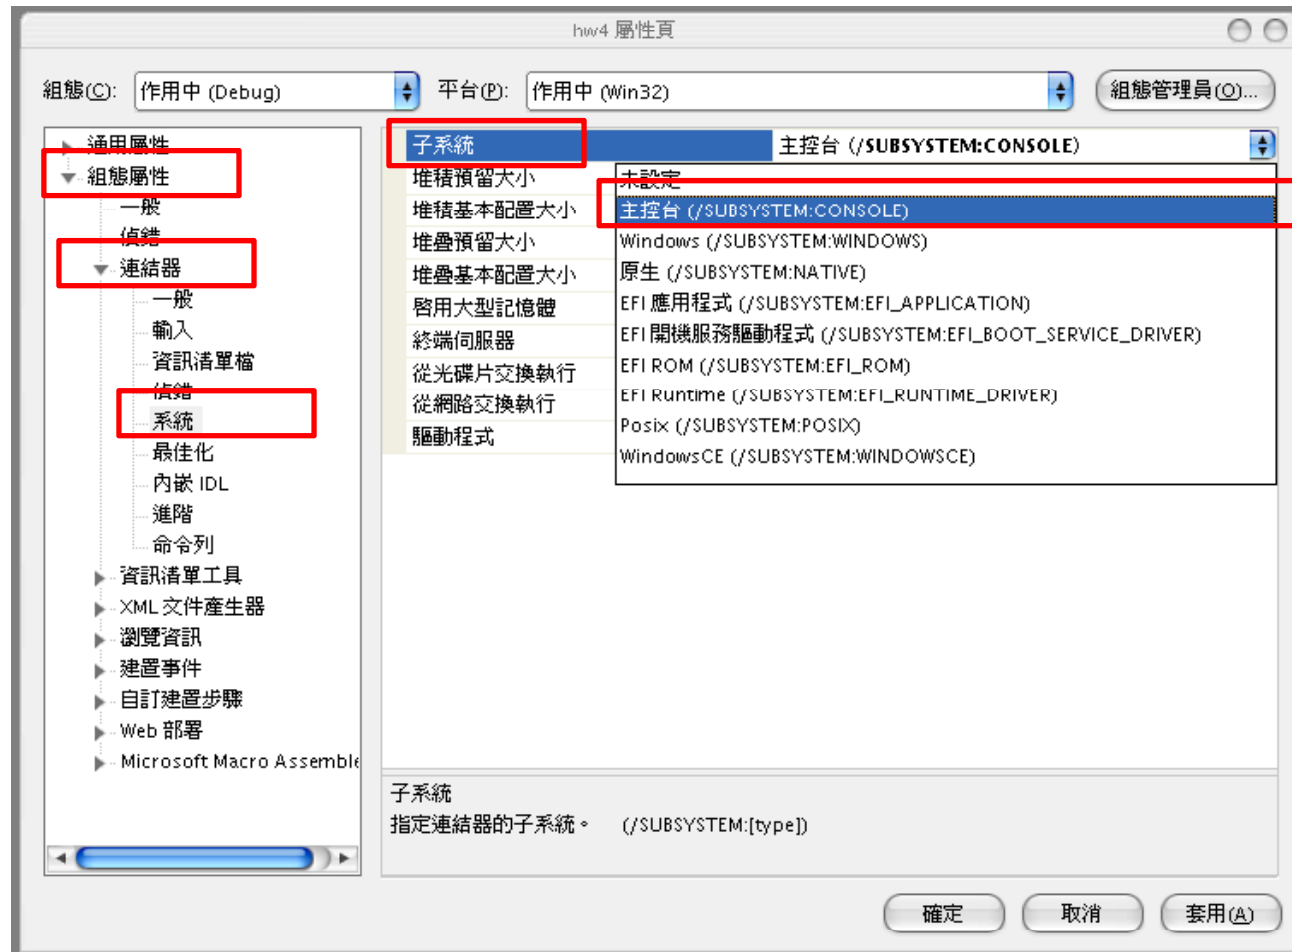 hw4 屬性頁
組態(C): 作用中 (Debug) 平台(P): 作用中 (Win32) 組態管理員(O)...
通用屬性
組態屬性
一般
偵錯
連結器
一般
輸入
資訊清單檔
偵錯
系統
最佳化
內嵌 IDL
進階
命令列
資訊清單工具
XML 文件產生器
瀏覽資訊
建置事件
自訂建置步驟
Web 部署
Microsoft Macro Assemble
子系統 主控台 (/SUBSYSTEM:CONSOLE)
堆積預留大小
堆積基本配置大小
堆疊預留大小
堆疊基本配置大小
啓用大型記憶體
終端伺服器
從光碟片交換執行
從網路交換執行
驅動程式
未設定
主控台 (/SUBSYSTEM:CONSOLE)
Windows (/SUBSYSTEM:WINDOWS)
原生 (/SUBSYSTEM:NATIVE)
EFI 應用程式 (/SUBSYSTEM:EFI_APPLICATION)
EFI 開機服務驅動程式 (/SUBSYSTEM:EFI_BOOT_SERVICE_DRIVER)
EFI ROM (/SUBSYSTEM:EFI_ROM)
EFI Runtime (/SUBSYSTEM:EFI_RUNTIME_DRIVER)
Posix (/SUBSYSTEM:POSIX)
WindowsCE (/SUBSYSTEM:WINDOWSCE)
子系統
指定連結器的子系統。 (/SUBSYSTEM:[type])
確定 取消 套用(A)